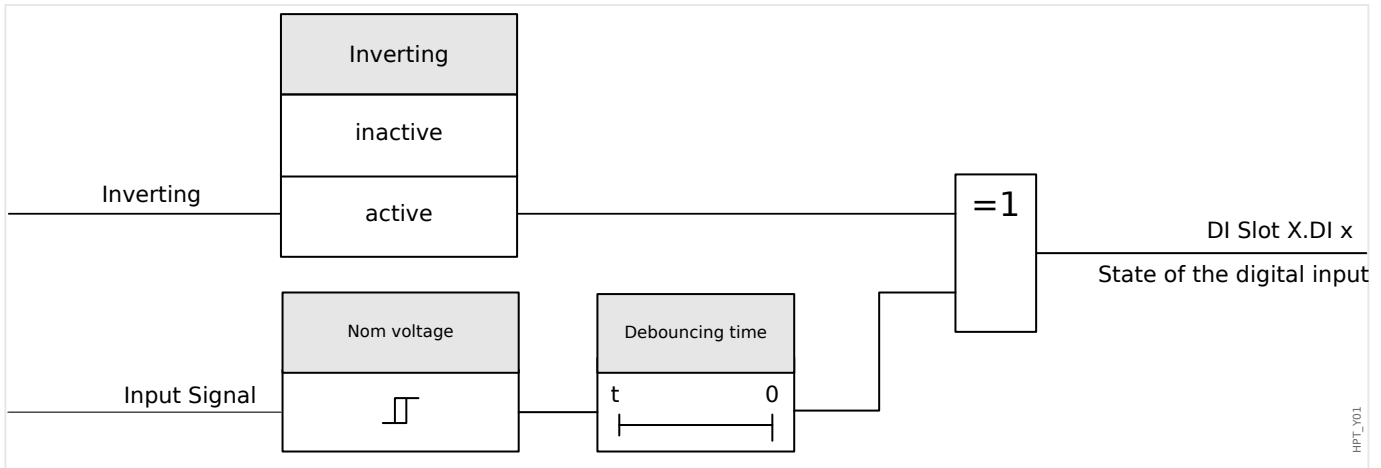 Inverting
inactive
Inverting
active
=1
DI Slot X.DI x
State of the digital input
Nom voltage
Debouncing time
Input Signal
t 0
HPT_Y01